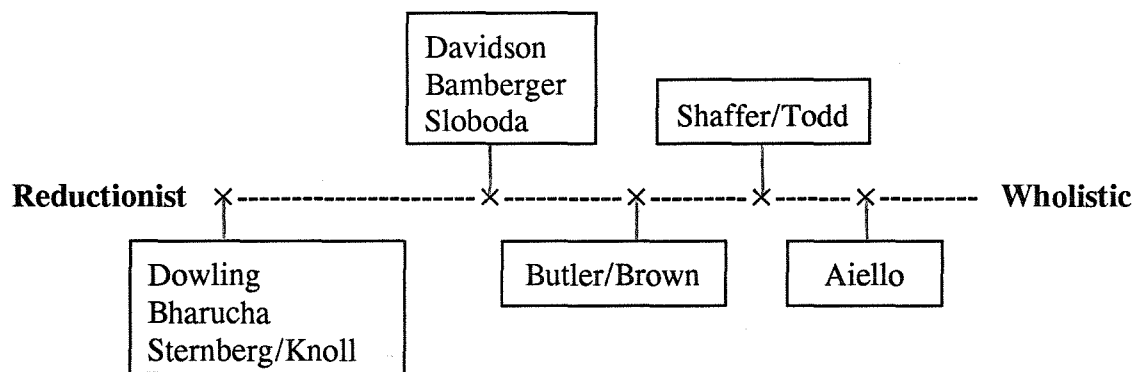 Davidson
Bamberger
Sloboda
Shaffer/Todd
Reductionist
Wholistic
Dowling
Bharucha
Sternberg/Knoll
Butler/Brown
Aiello